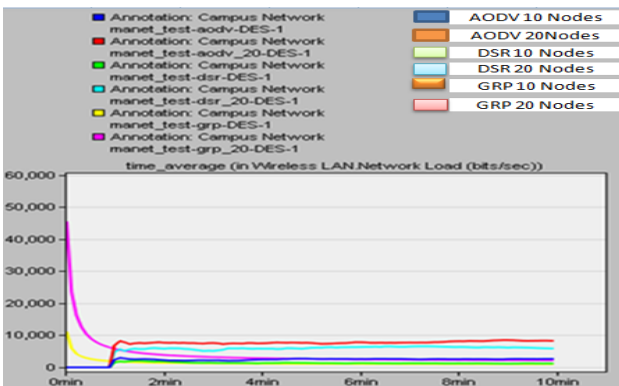 Annotation: Campus Network
manet_test-aodv-DES-1
Annotation: Campus Network
manet_test-aodv_20-DES-1
Annotation: Campus Network
manet_test-dsr-DES-1
Annotation: Campus Network
manet_test-dsr_20-DES-1
Annotation: Campus Network
manet_test-grp-DES-1
Annotation: Campus Network
manet_test-grp_20-DES-1
AODV 10 Nodes
AODV 20Nodes
DSR 10 Nodes
DSR 20 Nodes
GRP 10 Nodes
GRP 20 Nodes
time_average (in Wireless LAN.Network Load (bits/sec))
60,000
50,000
40,000
30,000
20,000
10,000
0
0min 2min 4min 6min 8min 10min